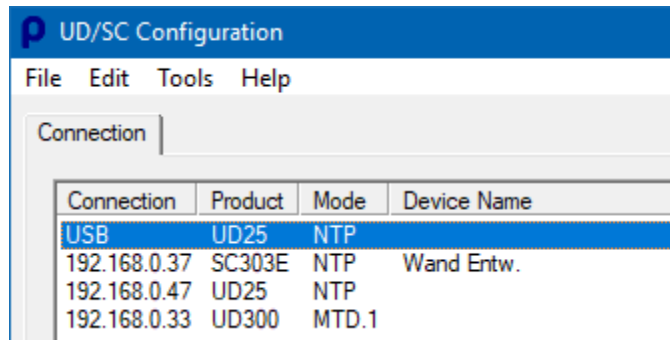 UD/SC Configuration
File Edit Tools Help
Connection
Connection Product Mode Device Name
USB UD25 NTP
192.168.0.37 SC303E NTP Wand Entw.
192.168.0.47 UD25 NTP
192.168.0.33 UD300 MTD.1